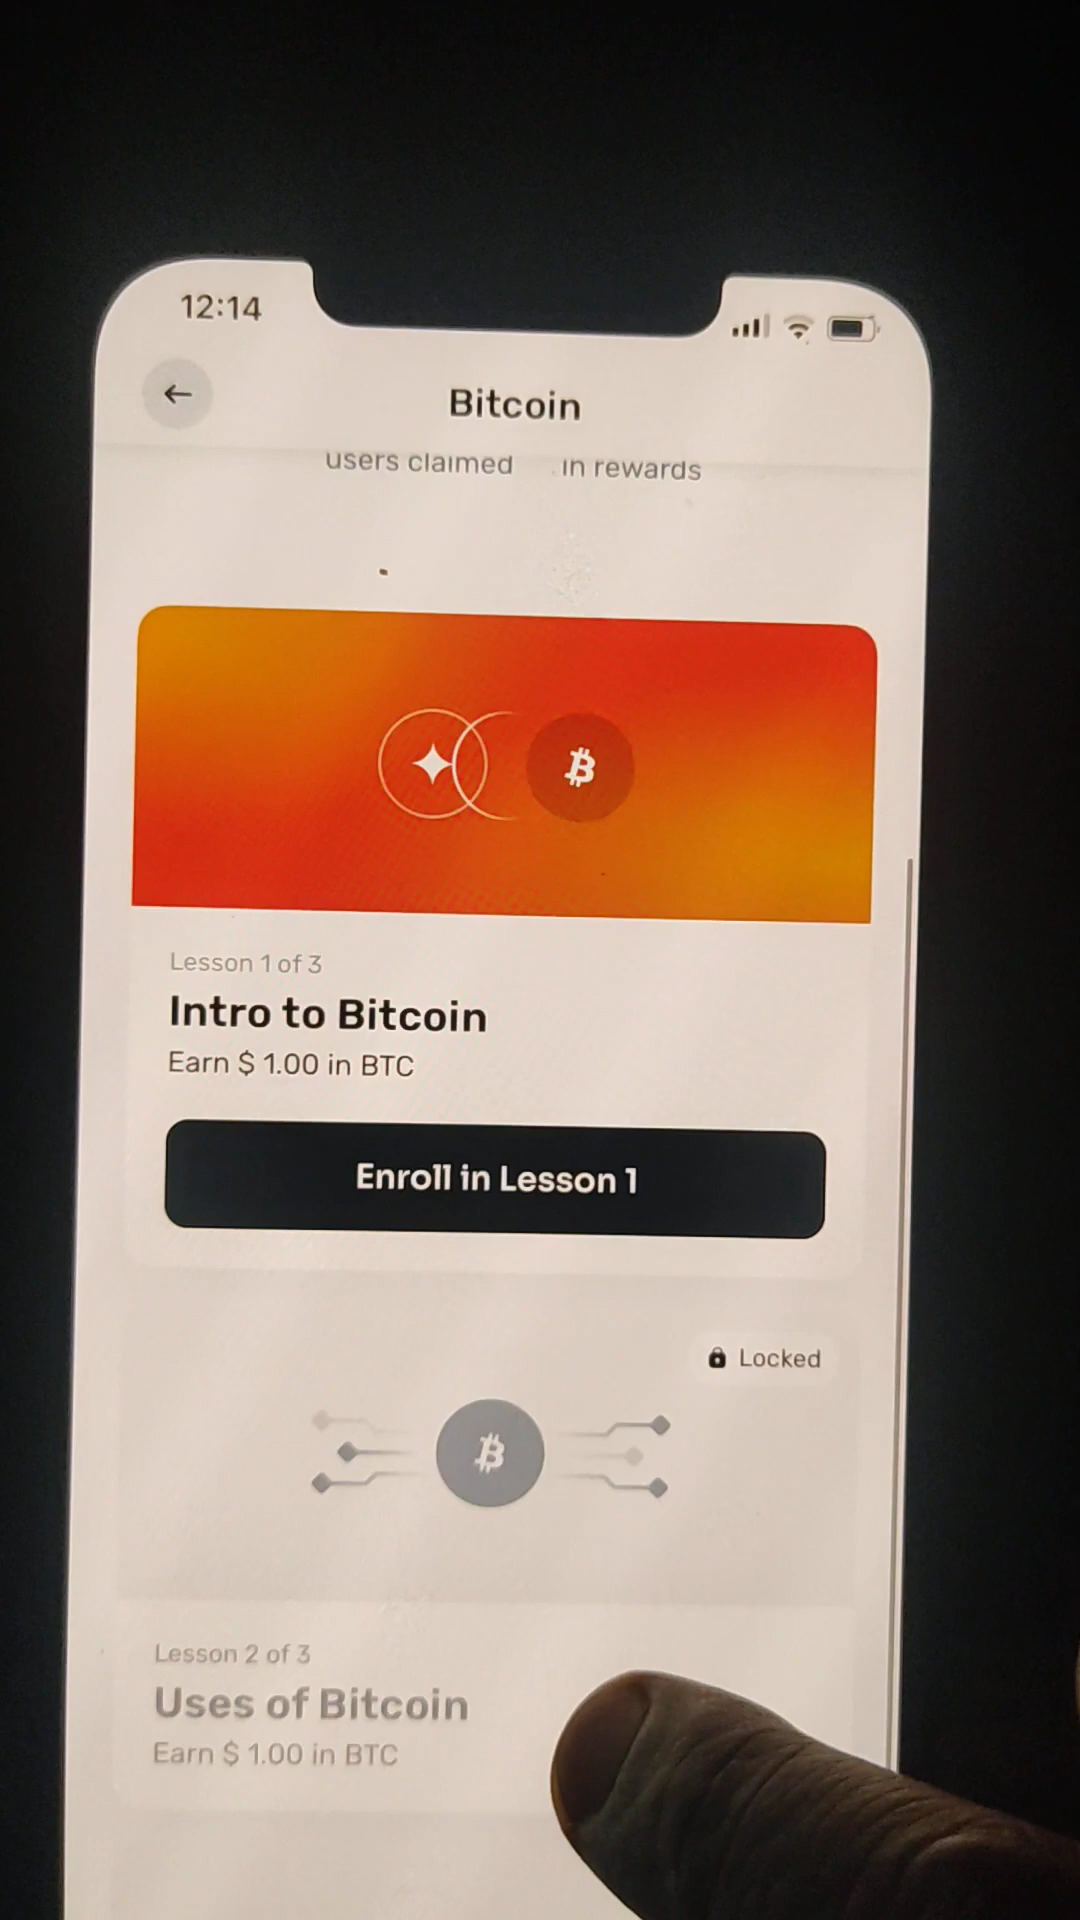 12:14
Bitcoin
users claimed in rewards
Lesson 1 of 3
Intro to Bitcoin
Earn $ 1.00 in BTC
Enroll in Lesson 1
Locked
Lesson 2 of 3
Uses of Bitcoin
Earn $ 1.00 in BTC